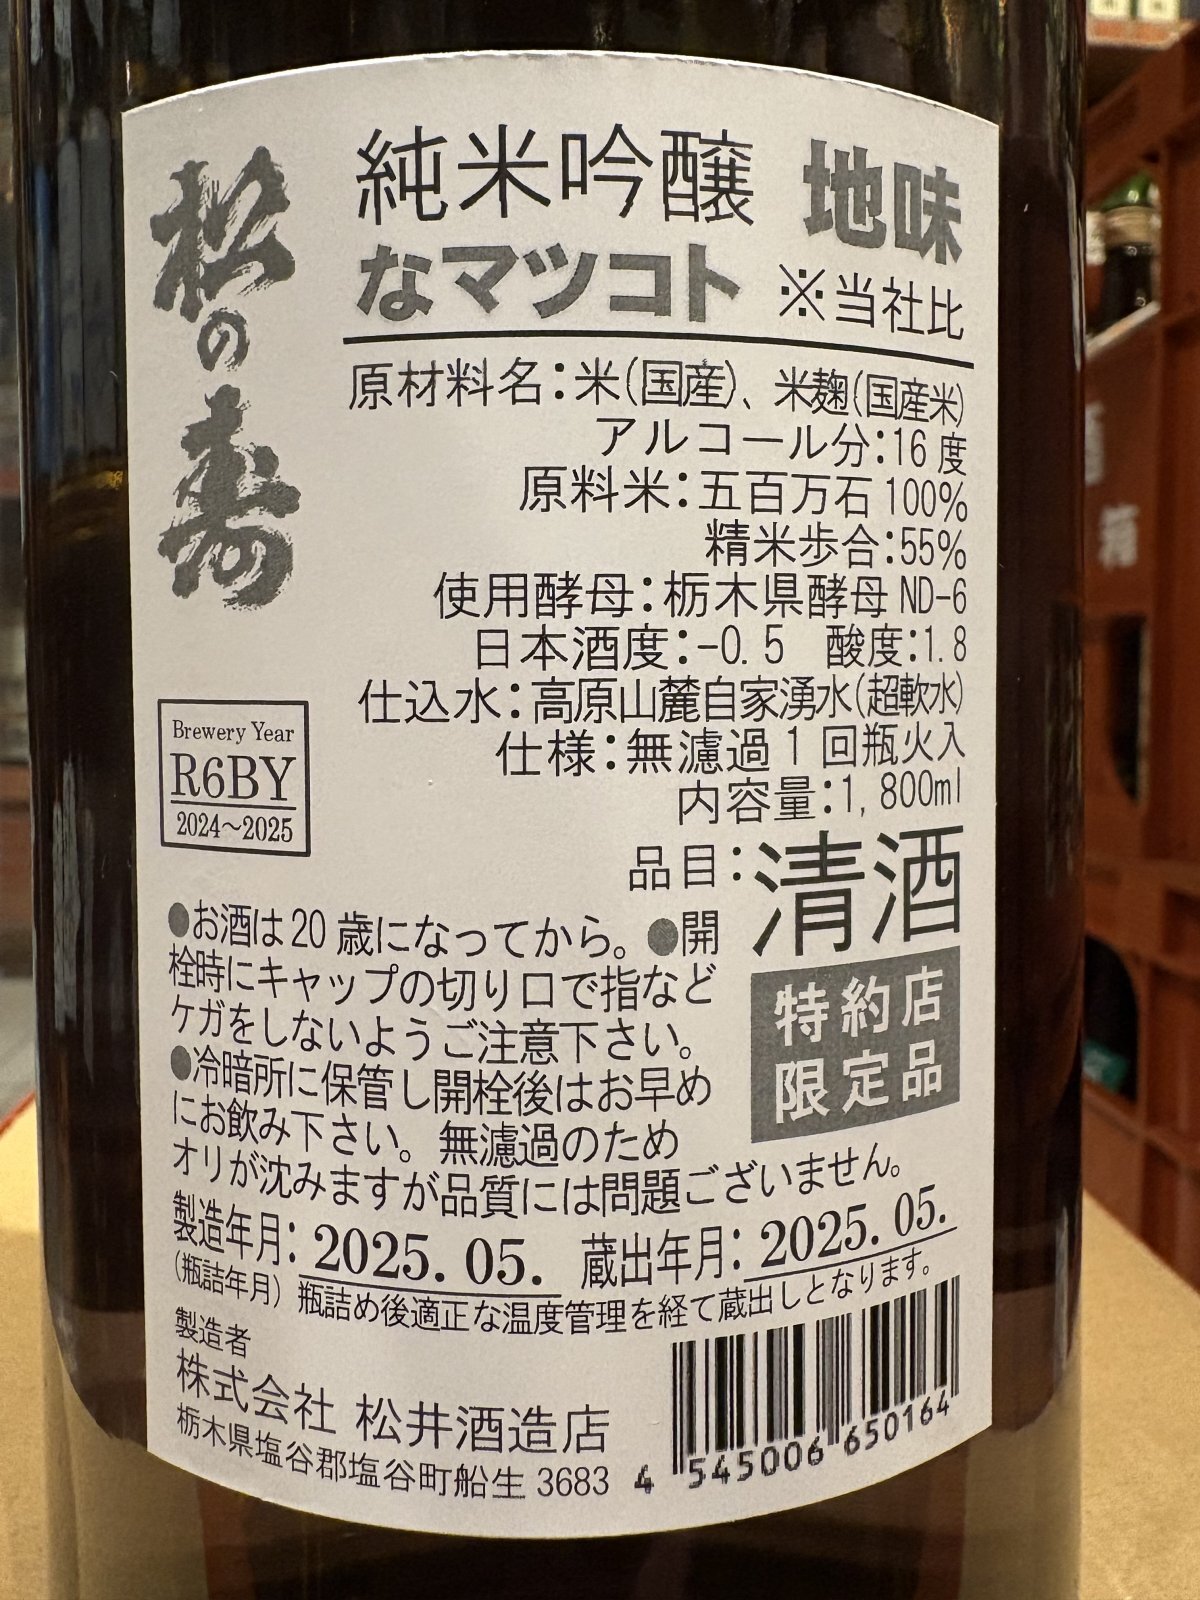 松の寿
純米吟醸 地味
なマツコト ※当社比
原材料名：米（国産）、米麹（国産米）
アルコール分：16度
原料米：五百万石100%
精米歩合：55%
使用酵母：栃木県酵母ND-6
日本酒度：-0.5 酸度：1.8
仕込水：高原山麓自家湧水（超軟水）
仕様：無濾過1回瓶火入
内容量：1,800ml
品目：清酒
Brewery Year
R6BY
2024～2025
特約店
限定品
●お酒は20歳になってから。●開
栓時にキャップの切り口で指など
ケガをしないようご注意下さい。
●冷暗所に保管し開栓後はお早め
にお飲み下さい。無濾過のため
オリが沈みますが品質には問題ございません。
製造年月：2025.05. 蔵出年月：2025.05.
（瓶詰年月） 瓶詰め後適正な温度管理を経て蔵出しとなります。
製造者
株式会社 松井酒造店
栃木県塩谷郡塩谷町船生3683
4 545006 650164